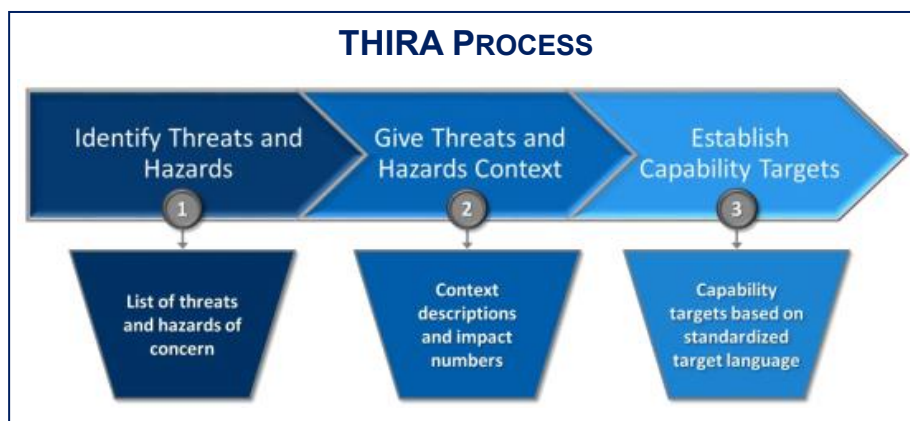 THIRA PROCESS
Identify Threats and
Hazards
Give Threats and
Hazards Context
Establish
Capability Targets
1
2
3
List of threats
and hazards of
concern
Context
descriptions
and impact
numbers
Capability
targets based on
standardized
target language